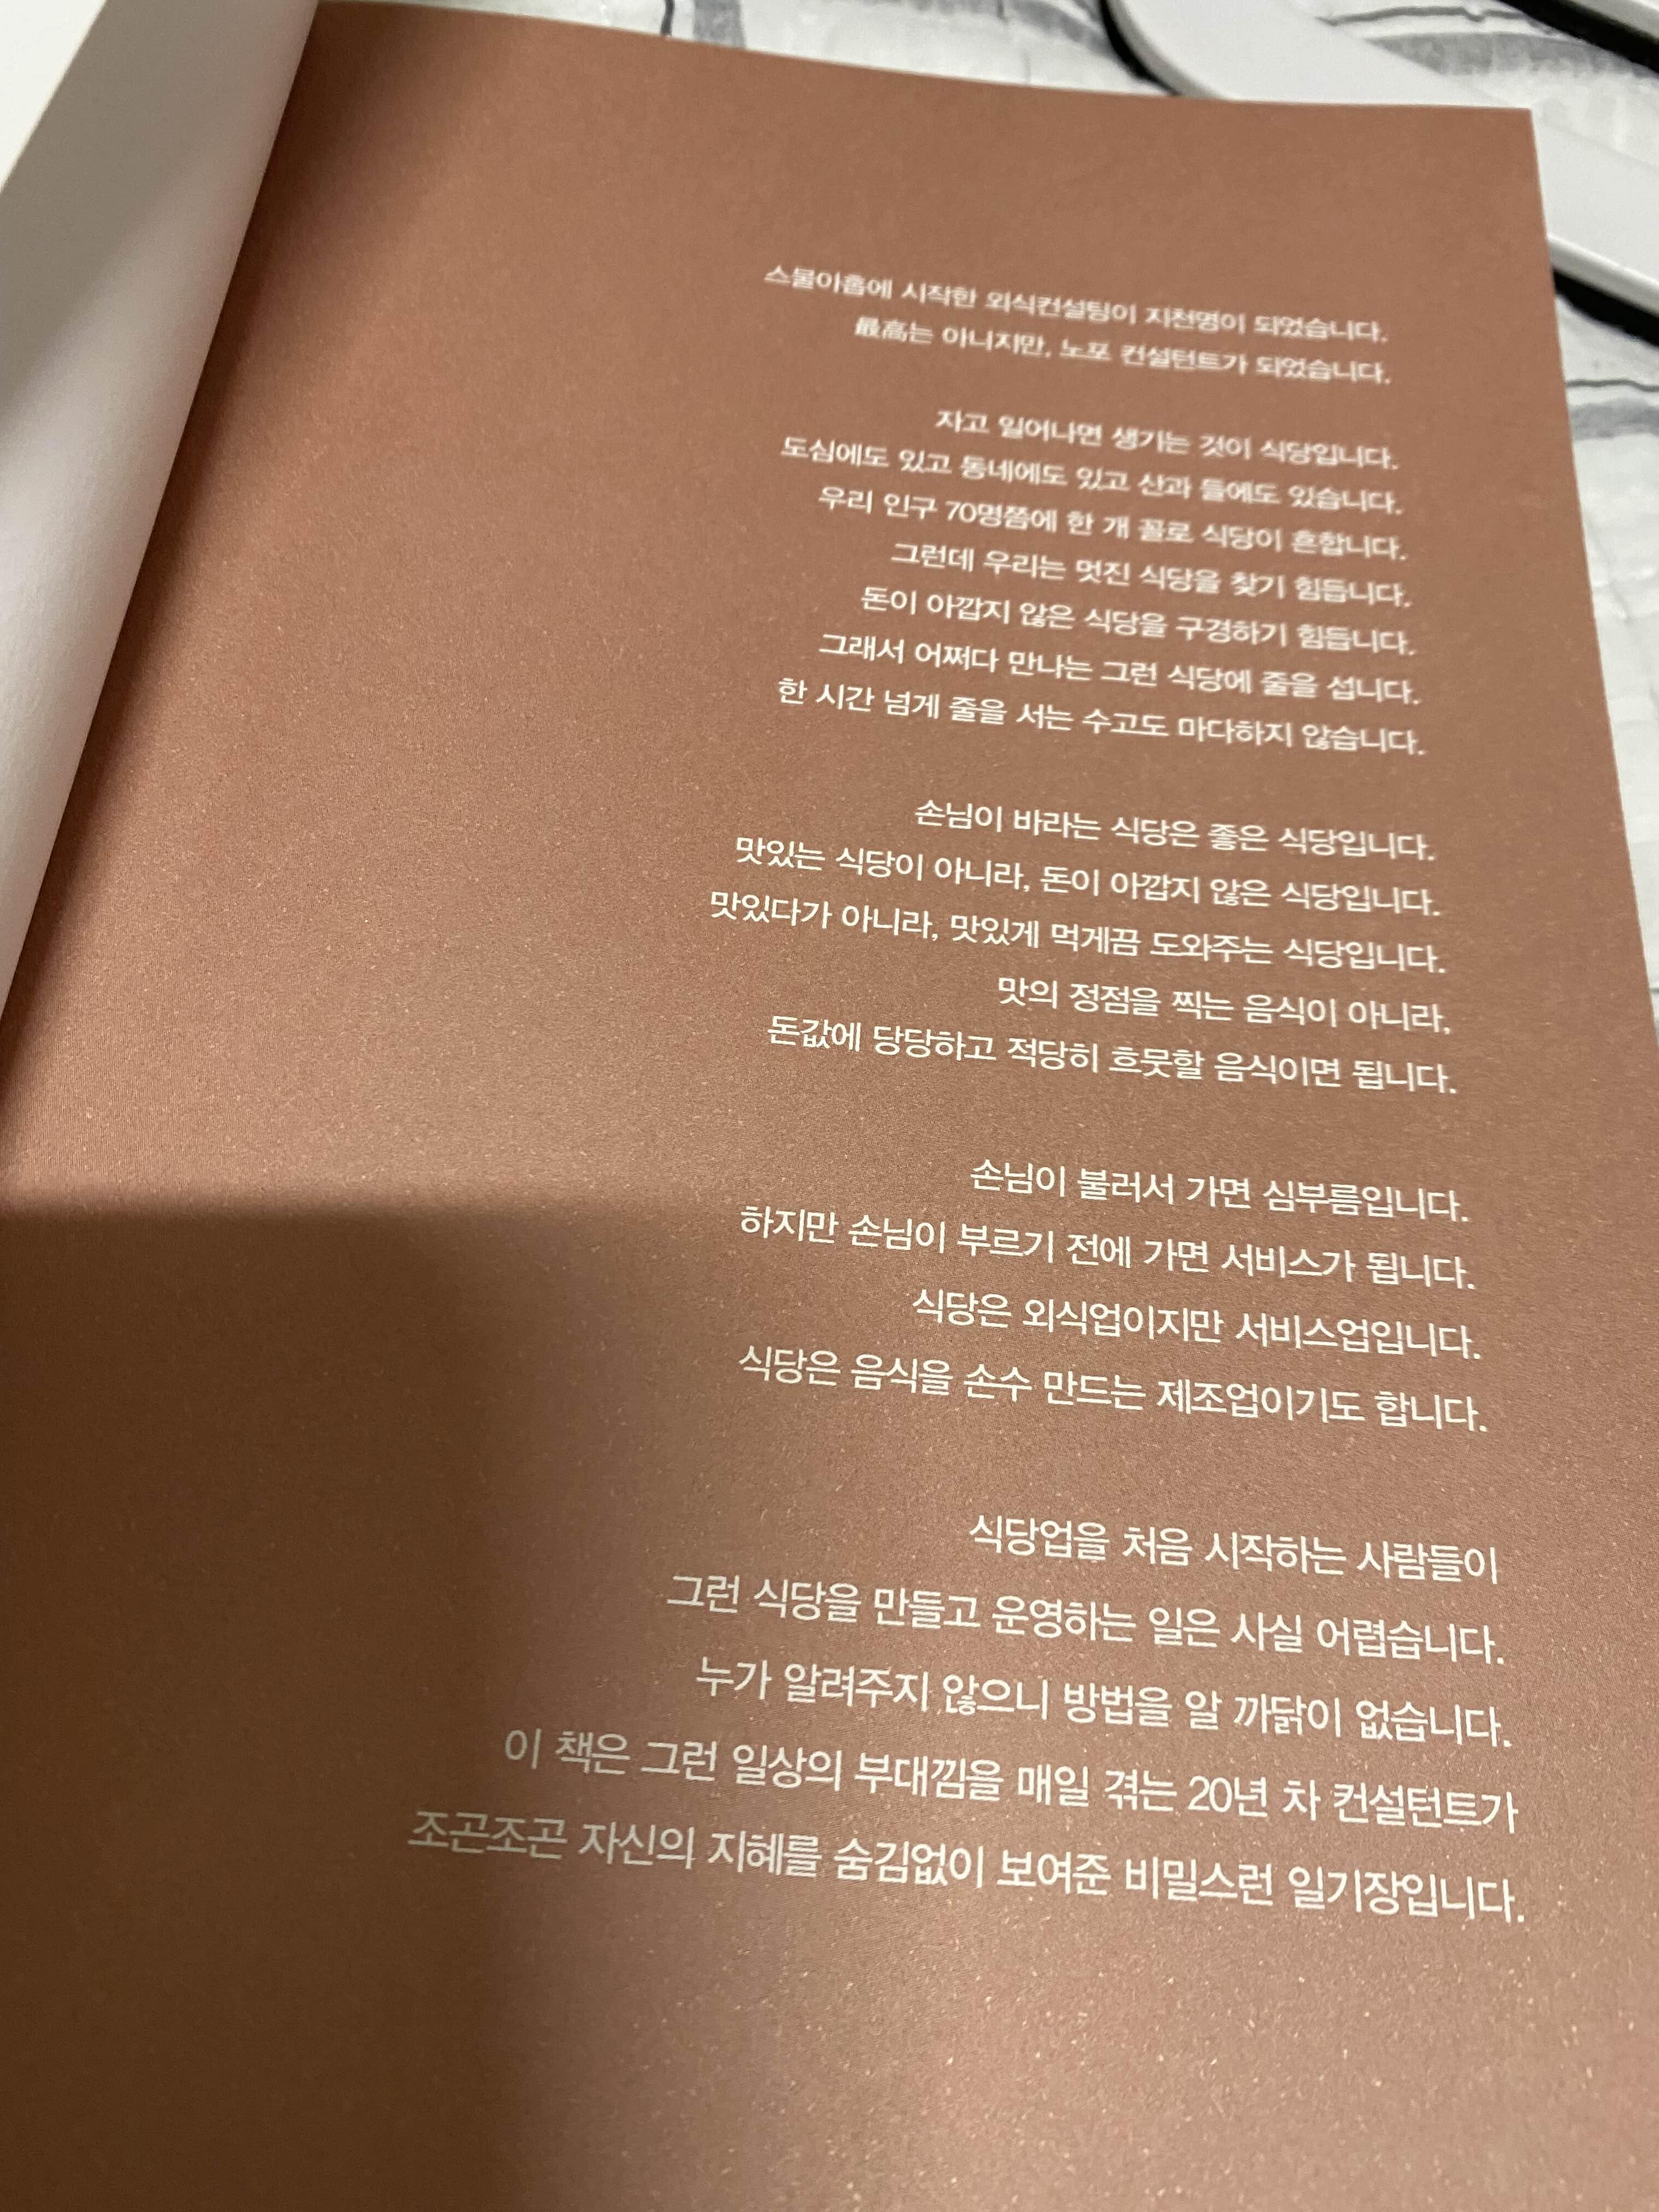 스물아홉에 시작한 외식컨설팅이 지천명이 되었습니다.
最高는 아니지만, 노포 컨설턴트가 되었습니다.
자고 일어나면 생기는 것이 식당입니다.
도심에도 있고 동네에도 있고 산과 들에도 있습니다.
우리 인구 70명쯤에 한 개 꼴로 식당이 흔합니다.
그런데 우리는 멋진 식당을 찾기 힘듭니다.
돈이 아깝지 않은 식당을 구경하기 힘듭니다.
그래서 어쩌다 만나는 그런 식당에 줄을 섭니다.
한 시간 넘게 줄을 서는 수고도 마다하지 않습니다.
손님이 바라는 식당은 좋은 식당입니다.
맛있는 식당이 아니라, 돈이 아깝지 않은 식당입니다.
맛있다가 아니라, 맛있게 먹게끔 도와주는 식당입니다.
맛의 정점을 찍는 음식이 아니라,
돈값에 당당하고 적당히 흐뭇할 음식이면 됩니다.
손님이 불러서 가면 심부름입니다.
하지만 손님이 부르기 전에 가면 서비스가 됩니다.
식당은 외식업이지만 서비스업입니다.
식당은 음식을 손수 만드는 제조업이기도 합니다.
식당업을 처음 시작하는 사람들이
그런 식당을 만들고 운영하는 일은 사실 어렵습니다.
누가 알려주지 않으니 방법을 알 까닭이 없습니다.
이 책은 그런 일상의 부대낌을 매일 겪는 20년 차 컨설턴트가
조곤조곤 자신의 지혜를 숨김없이 보여준 비밀스런 일기장입니다.